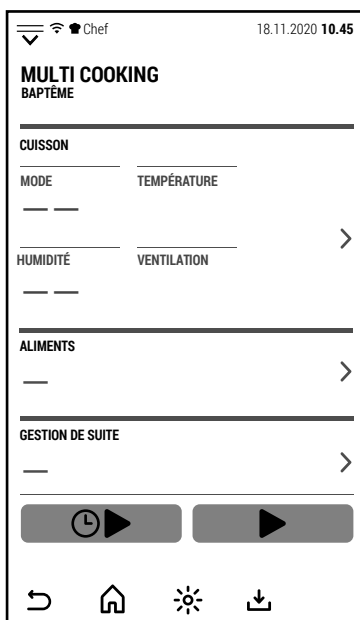 Chef 18.11.2020 10.45
MULTI COOKING
BAPTÊME
CUISSON
MODE TEMPÉRATURE
— —
HUMIDITÉ VENTILATION
— —
ALIMENTS
—
GESTION DE SUITE
—